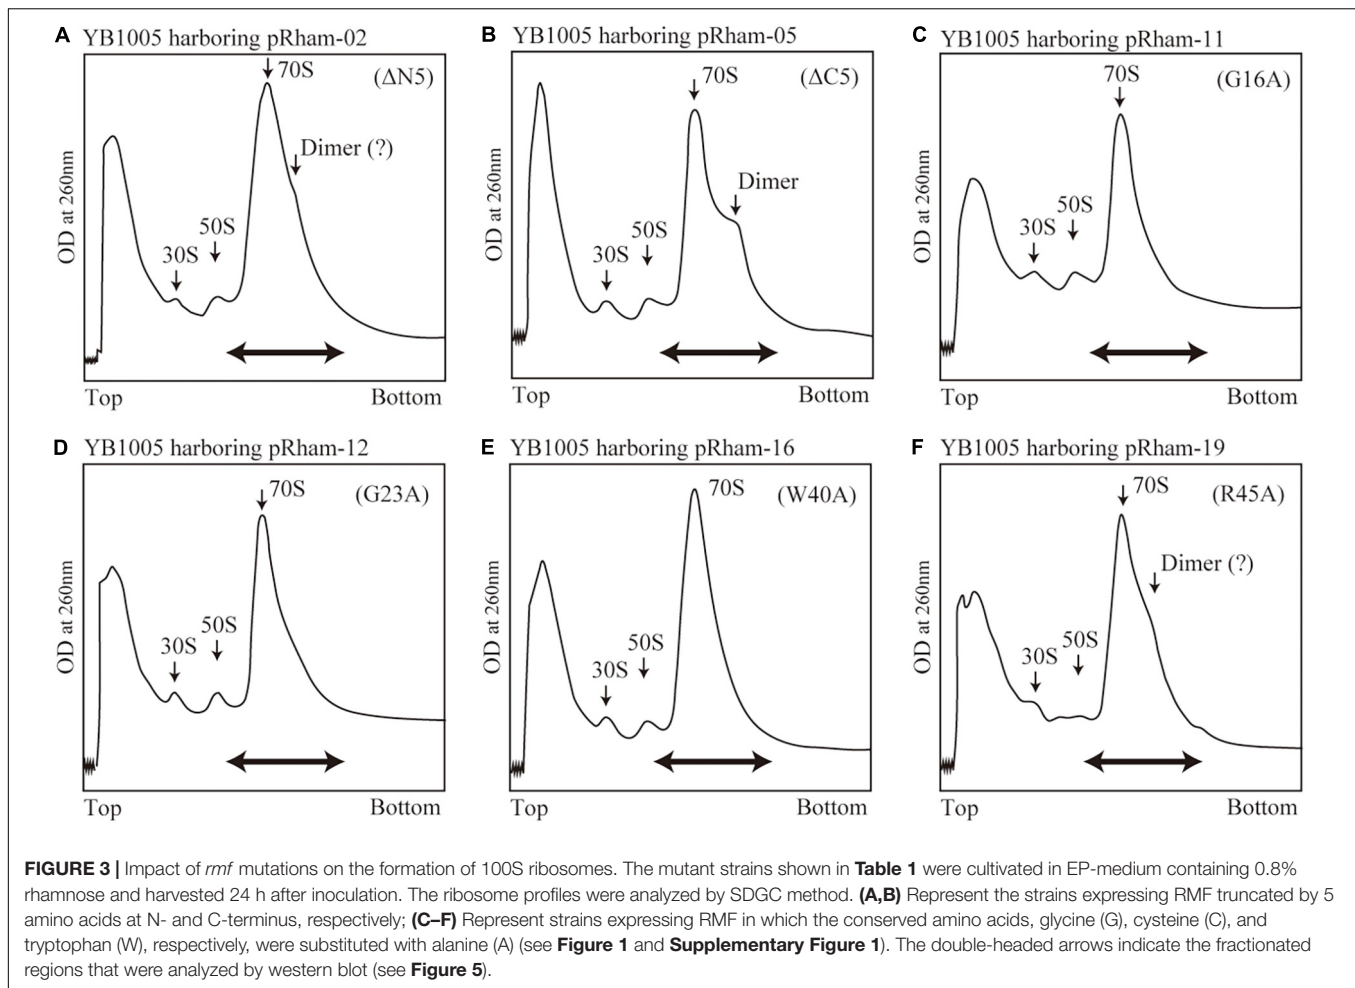 A YB1005 harboring pRham-02
(ΔN5)
70S
Dimer (?)
50S
30S
OD at 260nm
Top Bottom
B YB1005 harboring pRham-05
(ΔC5)
70S
Dimer
50S
30S
OD at 260nm
Top Bottom
C YB1005 harboring pRham-11
(G16A)
70S
50S
30S
OD at 260nm
Top Bottom
D YB1005 harboring pRham-12
(G23A)
70S
50S
30S
OD at 260nm
Top Bottom
E YB1005 harboring pRham-16
(W40A)
70S
50S
30S
OD at 260nm
Top Bottom
F YB1005 harboring pRham-19
(R45A)
70S
Dimer (?)
50S
30S
OD at 260nm
Top Bottom
FIGURE 3 | Impact of rmf mutations on the formation of 100S ribosomes. The mutant strains shown in Table 1 were cultivated in EP-medium containing 0.8%
rhamnose and harvested 24 h after inoculation. The ribosome profiles were analyzed by SDGC method. (A,B) Represent the strains expressing RMF truncated by 5
amino acids at N- and C-terminus, respectively; (C–F) Represent strains expressing RMF in which the conserved amino acids, glycine (G), cysteine (C), and
tryptophan (W), respectively, were substituted with alanine (A) (see Figure 1 and Supplementary Figure 1). The double-headed arrows indicate the fractionated
regions that were analyzed by western blot (see Figure 5).